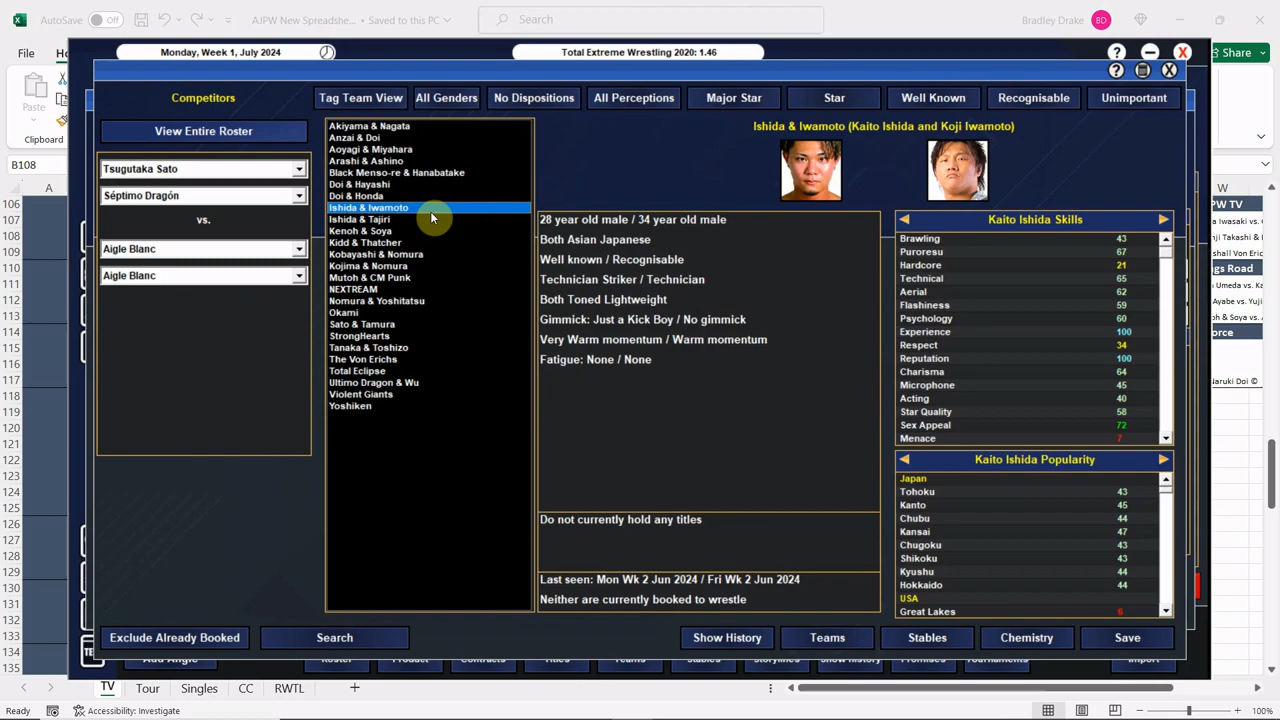 AutoSave
Off
AJPW New Spreadshe... • Saved to this PC
Search
Bradley Drake
BD
File
Ho
Share
Paste
Clipboard
B108
Monday, Week 1, July 2024
Total Extreme Wrestling 2020: 1.46
Competitors
Tag Team View
All Genders
No Dispositions
All Perceptions
Major Star
Star
Well Known
Recognisable
Unimportant
View Entire Roster
Tsugutaka Sato
Séptimo Dragón
vs.
Aigle Blanc
Aigle Blanc
Akiyama & Nagata
Anzai & Doi
Aoyagi & Miyahara
Arashi & Ashino
Black Menso-re & Hanabatake
Doi & Hayashi
Doi & Honda
Ishida & Iwamoto
Ishida & Tajiri
Kenoh & Soya
Kidd & Thatcher
Kobayashi & Nomura
Kojima & Nomura
Mutoh & CM Punk
NEXTREAM
Nomura & Yoshitatsu
Okami
Sato & Tamura
StrongHearts
Tanaka & Toshizo
The Von Erichs
Total Eclipse
Ultimo Dragon & Wu
Violent Giants
Yoshiken
Ishida & Iwamoto (Kaito Ishida and Koji Iwamoto)
28 year old male / 34 year old male
Both Asian Japanese
Well known / Recognisable
Technician Striker / Technician
Both Toned Lightweight
Gimmick: Just a Kick Boy / No gimmick
Very Warm momentum / Warm momentum
Fatigue: None / None
Do not currently hold any titles
Last seen: Mon Wk 2 Jun 2024 / Fri Wk 2 Jun 2024
Neither are currently booked to wrestle
Kaito Ishida Skills
Brawling 43
Puroresu 67
Hardcore 21
Technical 65
Aerial 62
Flashiness 59
Psychology 60
Experience 100
Respect 34
Reputation 100
Charisma 64
Microphone 45
Acting 40
Star Quality 58
Sex Appeal 72
Menace 7
Kaito Ishida Popularity
Japan
Tohoku 43
Kanto 45
Chubu 44
Kansai 47
Chugoku 43
Shikoku 43
Kyushu 44
Hokkaido 44
USA
Great Lakes 6
Exclude Already Booked
Search
Show History
Teams
Stables
Chemistry
Save
A
W
106
107
108
109
110
111
112
113
114
115
116
117
118
119
120
121
122
123
124
125
126
127
128
129
130
131
132
133
134
135
TV
Tour
Singles
CC
RWTL
Ready
Accessibility: Investigate
100%